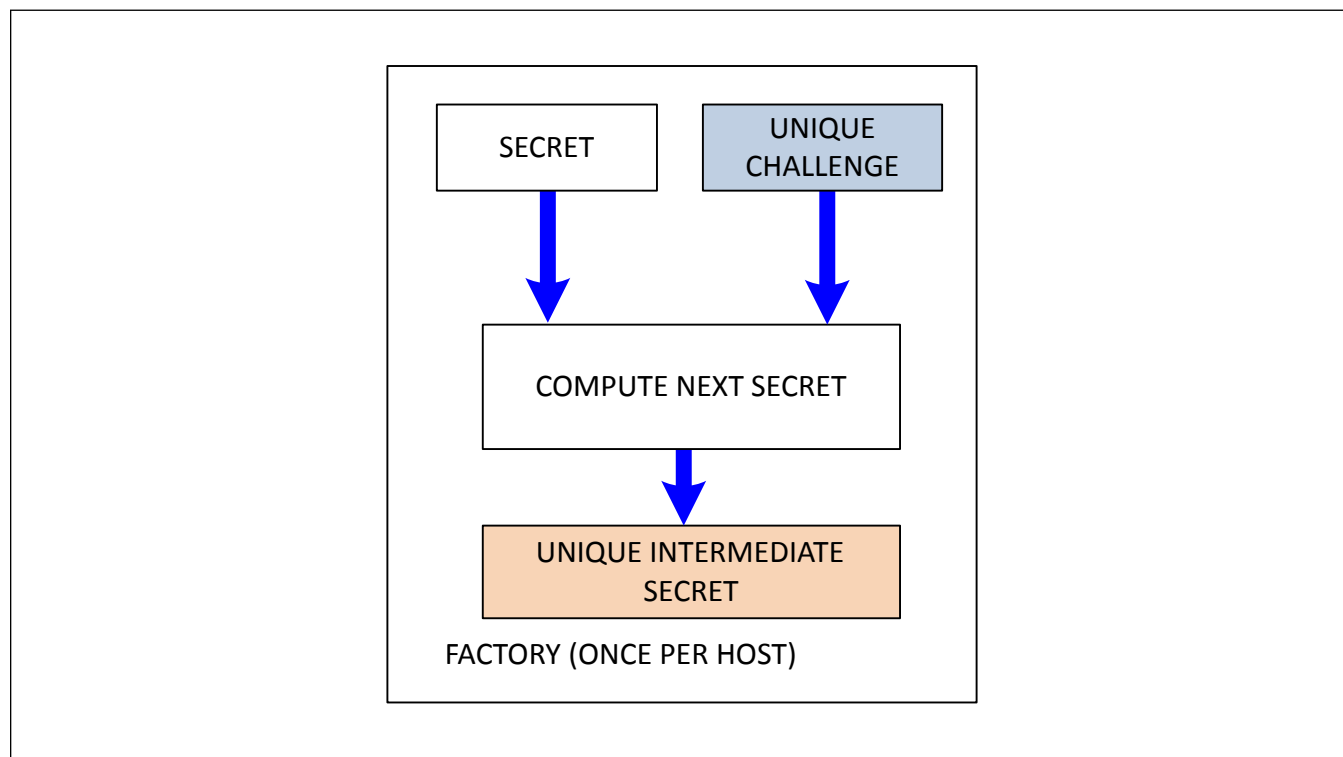 SECRET
UNIQUE
CHALLENGE
COMPUTE NEXT SECRET
UNIQUE INTERMEDIATE
SECRET
FACTORY (ONCE PER HOST)